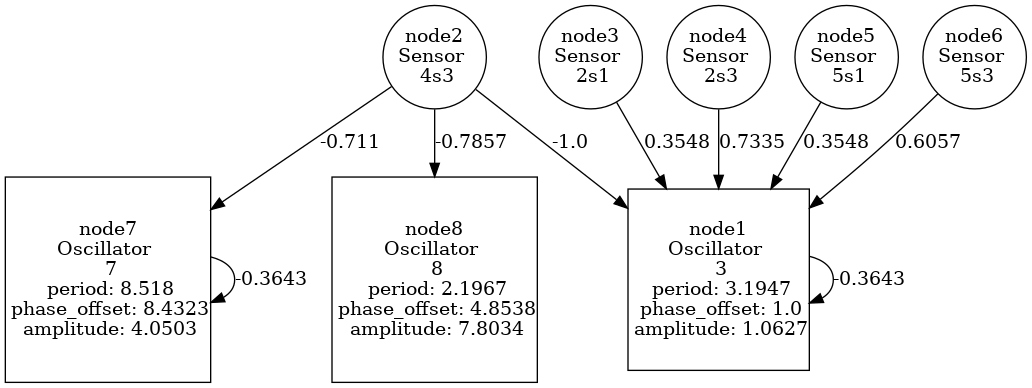 node2
Sensor
4s3
node3
Sensor
2s1
node4
Sensor
2s3
node5
Sensor
5s1
node6
Sensor
5s3
-0.711
-0.7857
-1.0
0.3548
0.7335
0.3548
0.6057
node7
Oscillator
7
period: 8.518
phase_offset: 8.4323
amplitude: 4.0503
-0.3643
node8
Oscillator
8
period: 2.1967
phase_offset: 4.8538
amplitude: 7.8034
node1
Oscillator
3
period: 3.1947
phase_offset: 1.0
amplitude: 1.0627
-0.3643